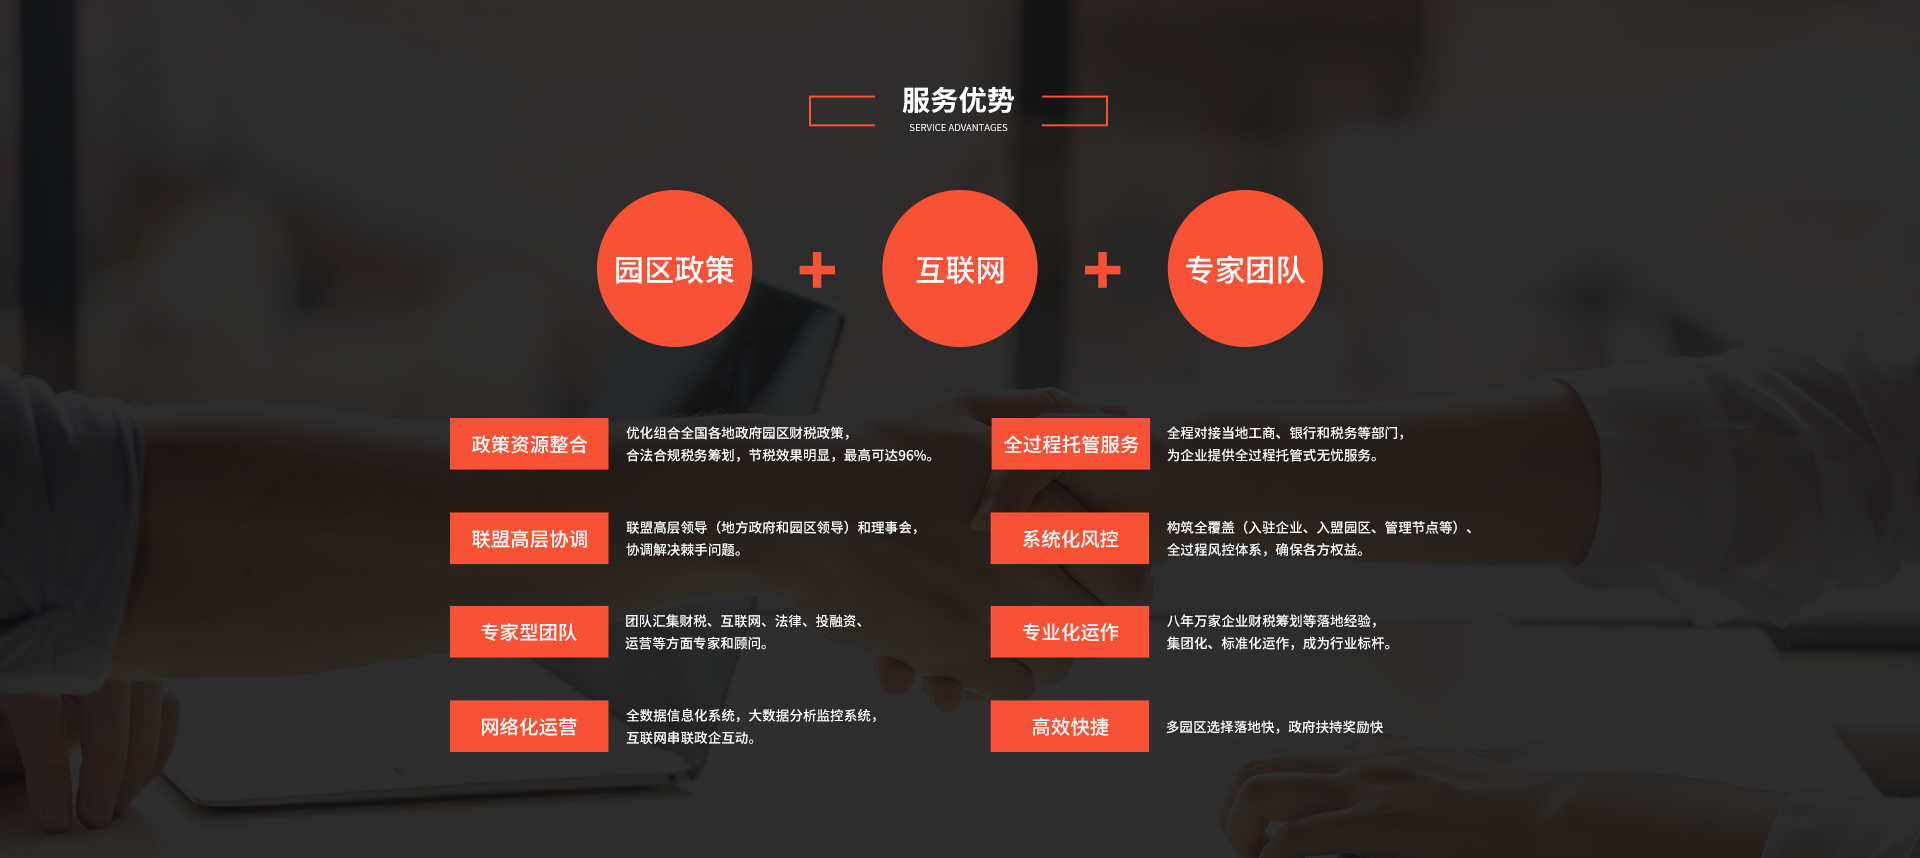 服务优势
SERVICE ADVANTAGES
园区政策
+
互联网
+
专家团队
政策资源整合
优化组合全国各地政府园区财税政策，
合法合规税务筹划，节税效果明显，最高可达96%。
全过程托管服务
全程对接当地工商、银行和税务等部门，
为企业提供全过程托管式无忧服务。
联盟高层协调
联盟高层领导（地方政府和园区领导）和理事会，
协调解决棘手问题。
系统化风控
构筑全覆盖（入驻企业、入盟园区、管理节点等）、
全过程风控体系，确保各方权益。
专家型团队
团队汇集财税、互联网、法律、投融资、
运营等方面专家和顾问。
专业化运作
八年万家企业财税筹划等落地经验，
集团化、标准化运作，成为行业标杆。
网络化运营
全数据信息化系统，大数据分析监控系统，
互联网串联政企互动。
高效快捷
多园区选择落地快，政府扶持奖励快